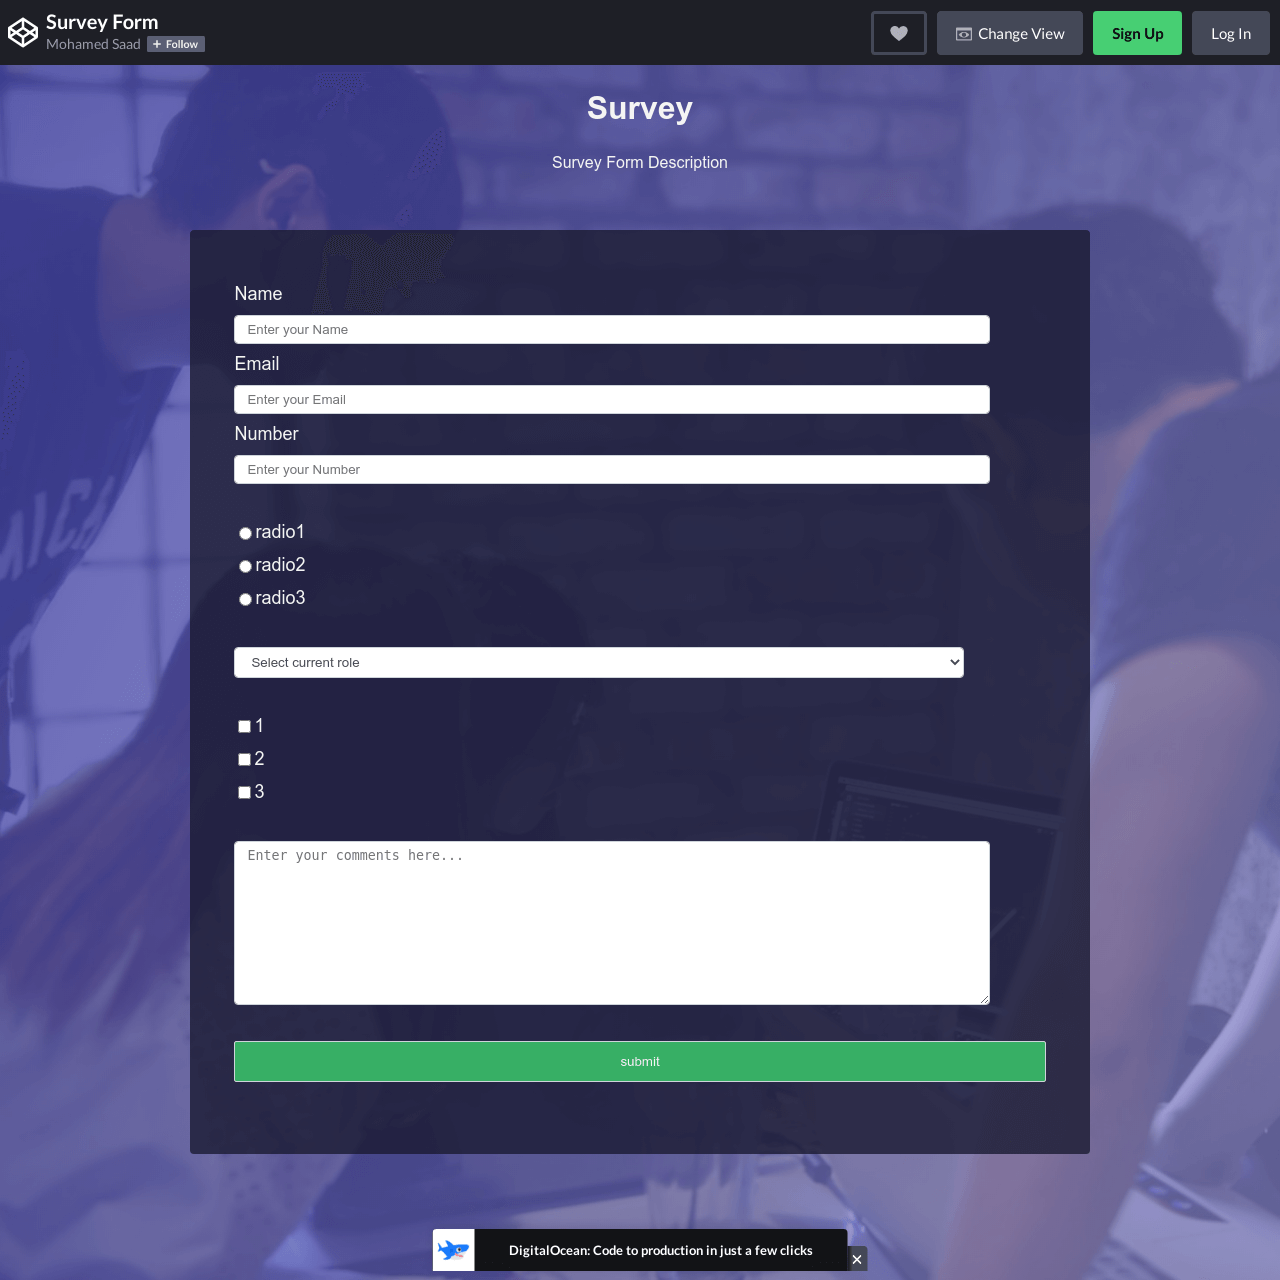 Survey Form
Mohamed Saad
+ Follow
Change View
Sign Up
Log In
Survey
Survey Form Description
Name
Enter your Name
Email
Enter your Email
Number
Enter your Number
radio1
radio2
radio3
Select current role
1
2
3
Enter your comments here...
submit
DigitalOcean: Code to production in just a few clicks